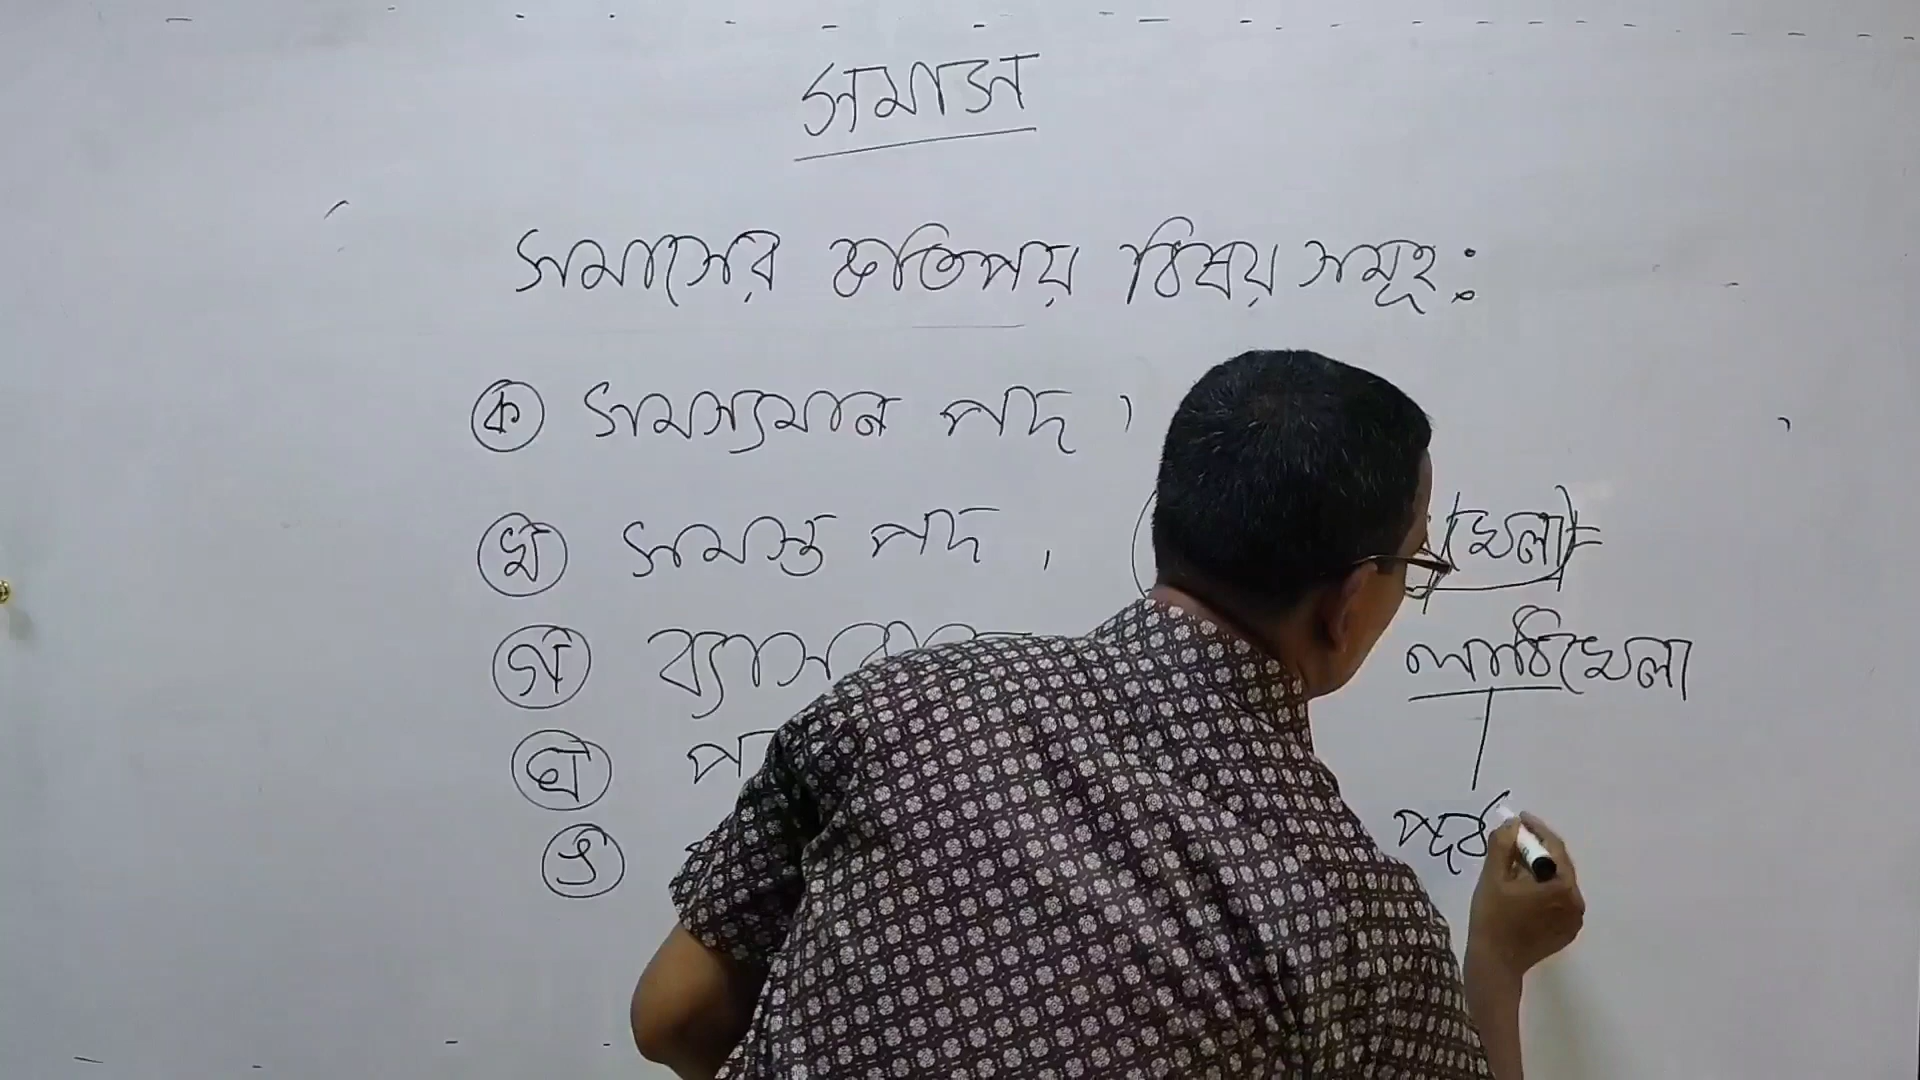 সমাস
সমাসের কতিপয় বিষয় সমূহ :
ক সমস্যমান পদ ,
খ সমস্ত পদ , খেলা =
গ লাঠিখেলা
ঘ
ঙ পূর্ব